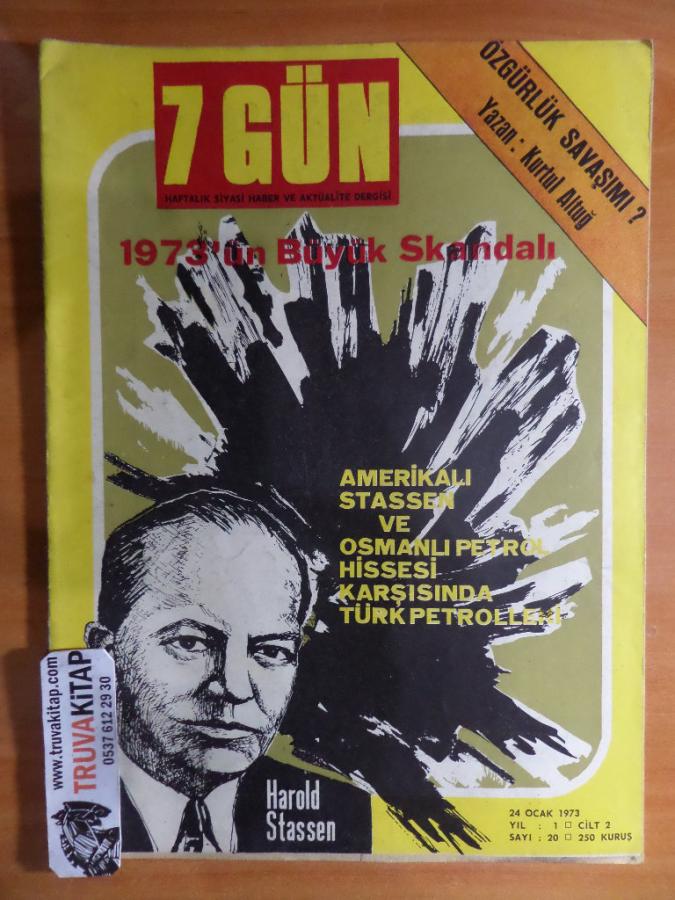 7 GÜN
HAFTALIK SİYASİ HABER VE AKTÜALİTE DERGİSİ
ÖZGÜRLÜK SAVAŞIMI ?
Yazan : Kurtul Altuğ
1973'ün Büyük Skandalı
AMERİKALI
STASSEN
VE
OSMANLI PETROL
HİSSESİ
KARŞISINDA
TÜRK PETROLLERİ
Harold
Stassen
24 OCAK 1973
YIL : 1 □ CİLT 2
SAYI : 20 □ 250 KURUŞ
www.truvakitap.com
TRUVAKİTAP
0537 612 29 30